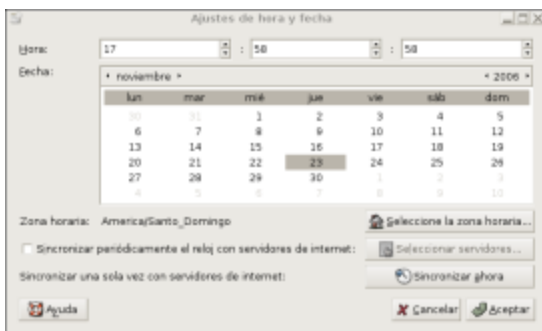 Ajustes de hora y fecha
Hora: 17 : 58 : 58
Fecha: noviembre 2006
lun mar mié jue vie sáb dom
30 31 1 2 3 4 5
6 7 8 9 10 11 12
13 14 15 16 17 18 19
20 21 22 23 24 25 26
27 28 29 30 1 2 3
4 5 6 7 8 9 10
Zona horaria: America/Santo_Domingo Seleccione la zona horaria...
Sincronizar periódicamente el reloj con servidores de internet: Seleccionar servidores...
Sincronizar una sola vez con servidores de internet: Sincronizar ahora
Ayuda Cancelar Aceptar